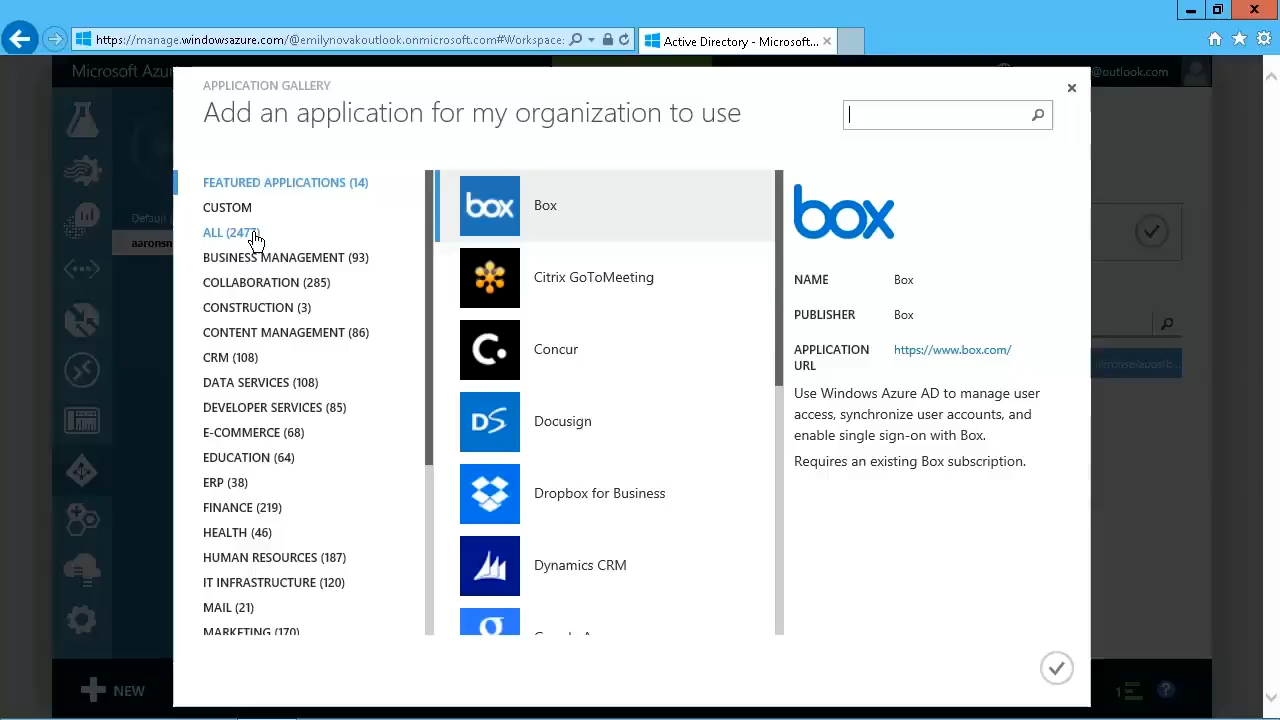 https://manage.windowsazure.com/@emilynovakoutlook.onmicrosoft.com#Workspace:
Active Directory - Microsoft...
Microsoft Azu
@outlook.com
APPLICATION GALLERY
Add an application for my organization to use
FEATURED APPLICATIONS (14)
CUSTOM
ALL (247
BUSINESS MANAGEMENT (93)
COLLABORATION (285)
CONSTRUCTION (3)
CONTENT MANAGEMENT (86)
CRM (108)
DATA SERVICES (108)
DEVELOPER SERVICES (85)
E-COMMERCE (68)
EDUCATION (64)
ERP (38)
FINANCE (219)
HEALTH (46)
HUMAN RESOURCES (187)
IT INFRASTRUCTURE (120)
MAIL (21)
MARKETING (170)
Default
aaronsn
box
Box
Citrix GoToMeeting
C.
Concur
DS
Docusign
Dropbox for Business
Dynamics CRM
g
box
NAME Box
PUBLISHER Box
APPLICATION URL https://www.box.com/
Use Windows Azure AD to manage user
access, synchronize user accounts, and
enable single sign-on with Box.
Requires an existing Box subscription.
NEW
1
?